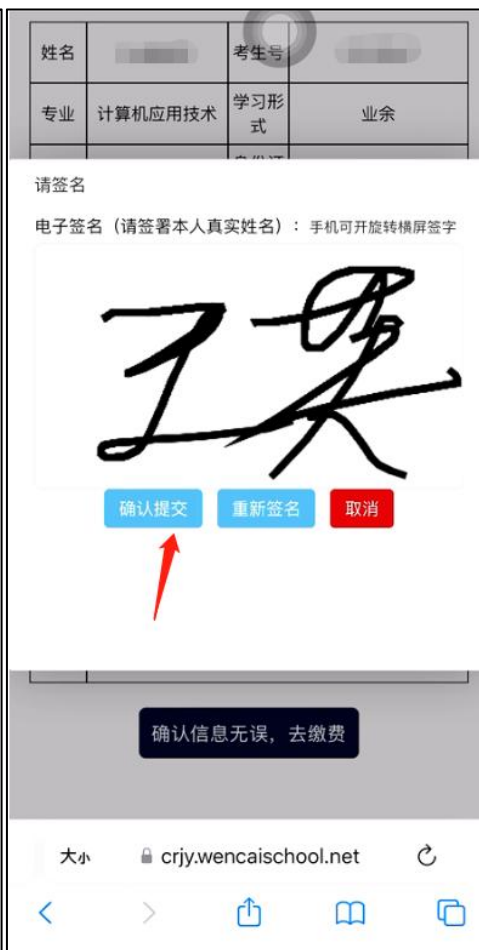 姓名 考生号
专业 计算机应用技术 学习形式 业余
请签名
电子签名（请签署本人真实姓名）：手机可开旋转横屏签字
确认提交 重新签名 取消
确认信息无误，去缴费
大小 crjy.wencaischool.net